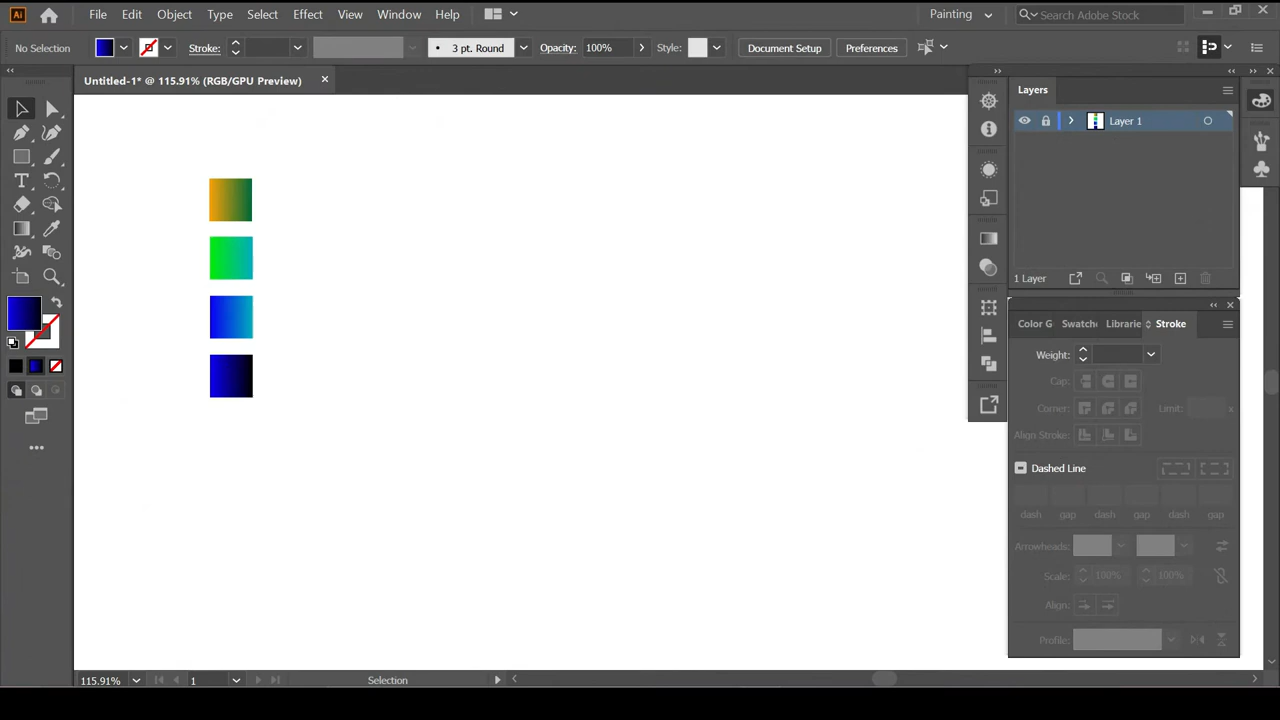 Ai File Edit Object Type Select Effect View Window Help Painting Search Adobe Stock
No Selection Stroke: 3 pt. Round Opacity: 100% Style: Document Setup Preferences
Untitled-1* @ 115.91% (RGB/GPU Preview)
Layers
Layer 1
1 Layer
Color G Swatche Librarie Stroke
Weight:
Cap:
Corner: Limit: x
Align Stroke:
Dashed Line
dash gap dash gap dash gap
Arrowheads:
Scale: 100% 100%
Align:
Profile:
115.91% 1 Selection